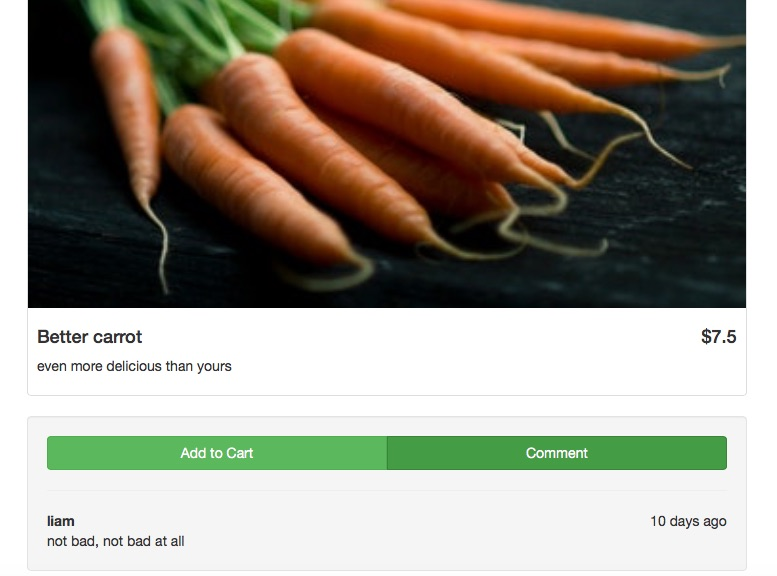 Better carrot
$7.5
even more delicious than yours
Add to Cart
Comment
liam
10 days ago
not bad, not bad at all